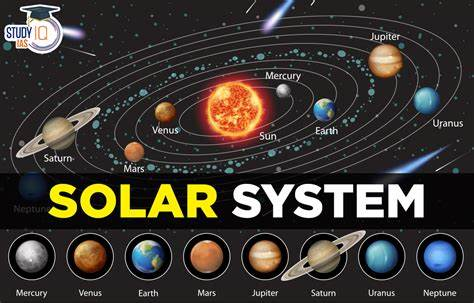 STUDY IQ
IAS
Jupiter
Mercury
Venus
Sun
Earth
Uranus
Saturn
Mars
Neptune
SOLAR SYSTEM
Mercury
Venus
Earth
Mars
Jupiter
Saturn
Uranus
Neptune